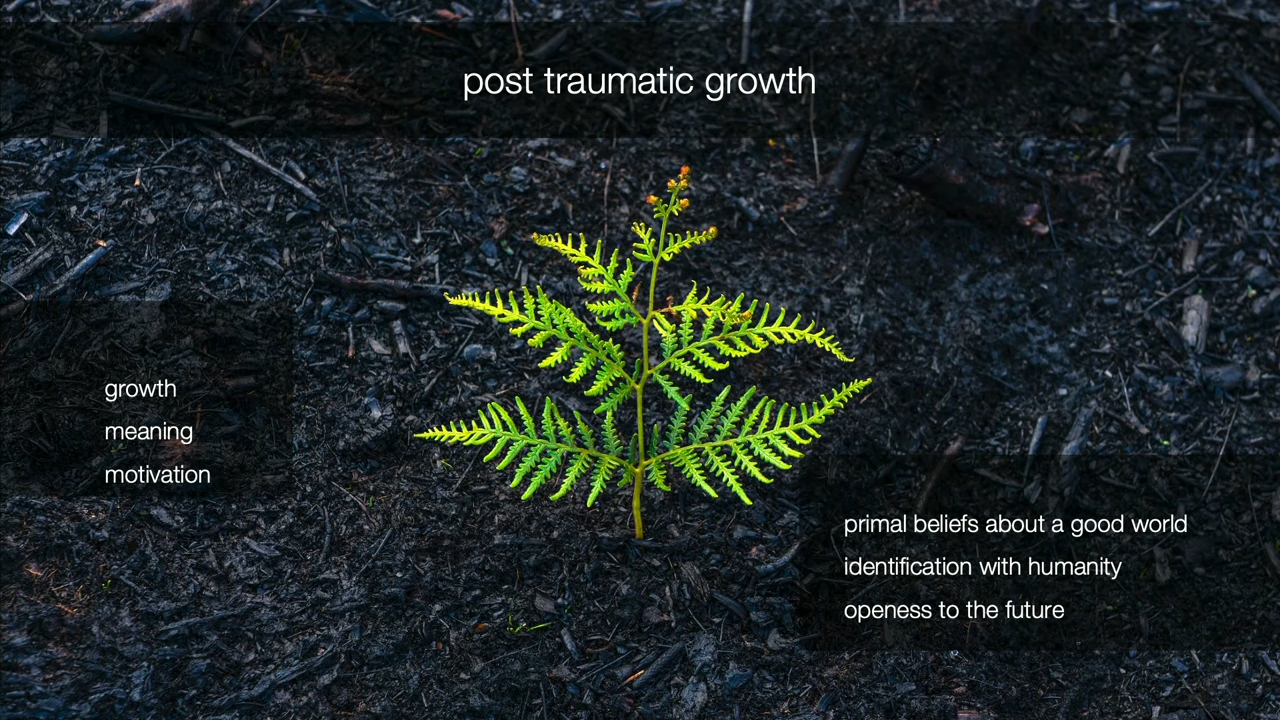 post traumatic growth
growth
meaning
motivation
primal beliefs about a good world
identification with humanity
openess to the future